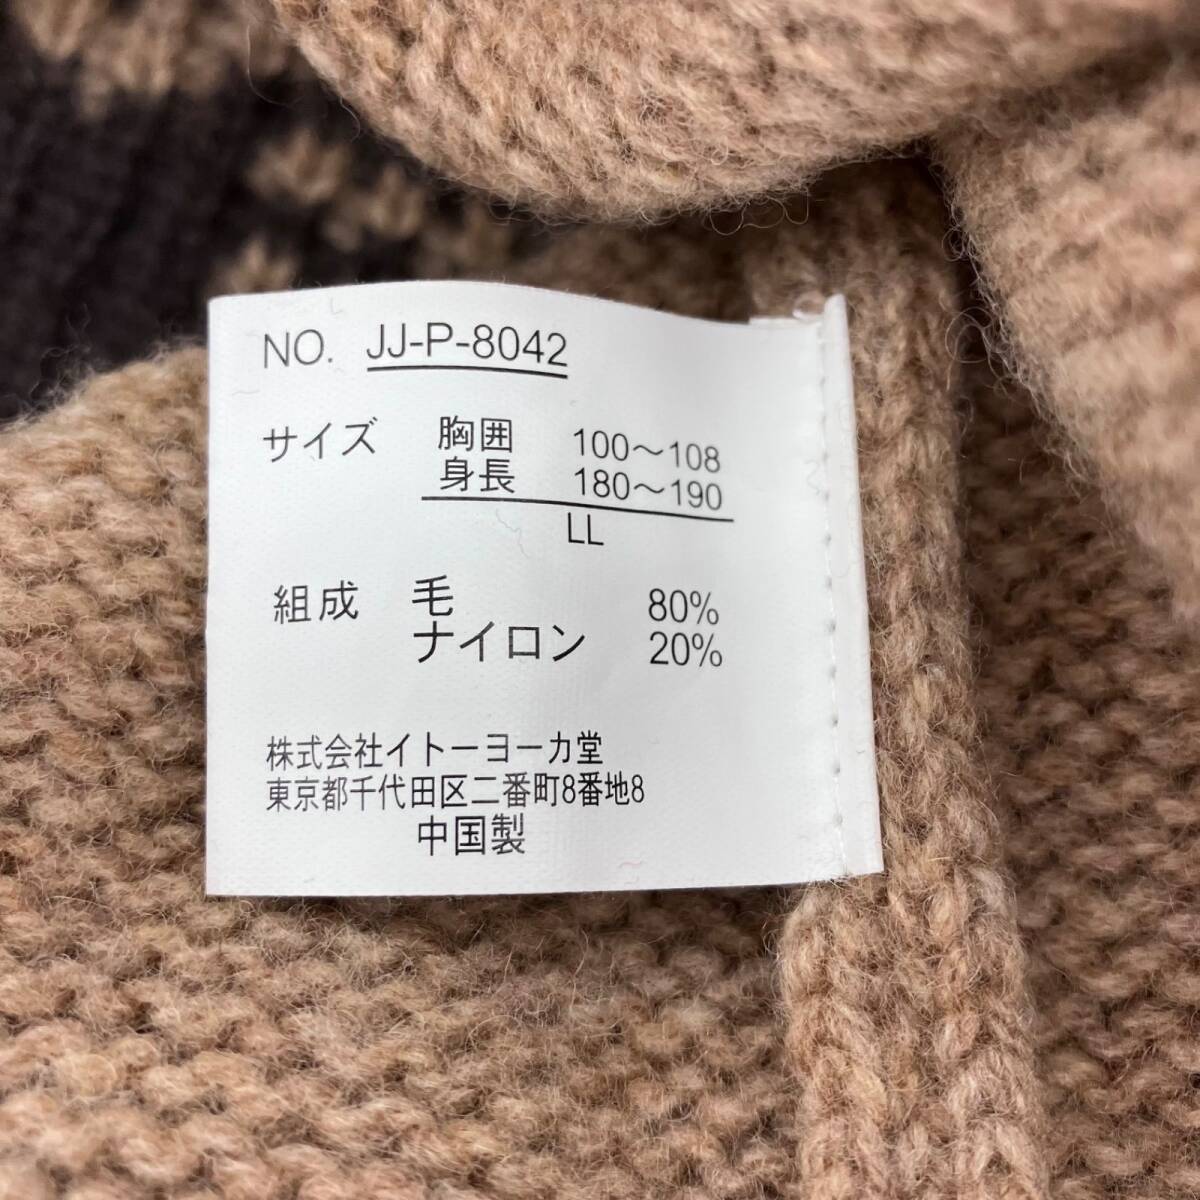 NO. JJ-P-8042
サイズ 胸囲 100〜108
身長 180〜190
LL
組成 毛 80%
ナイロン 20%
株式会社イトーヨーカ堂
東京都千代田区二番町8番地8
中国製